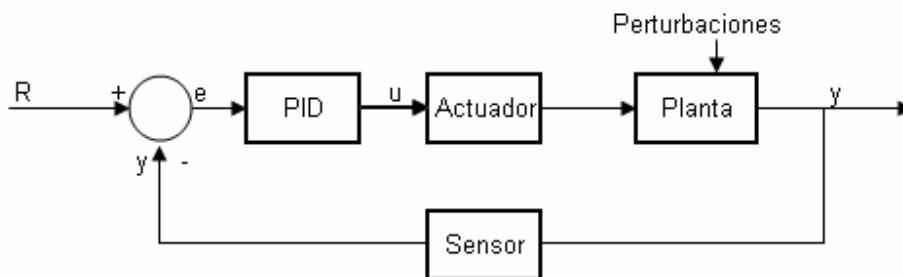 Perturbaciones
R
+
e
PID
u
Actuador
Planta
y
y
-
Sensor